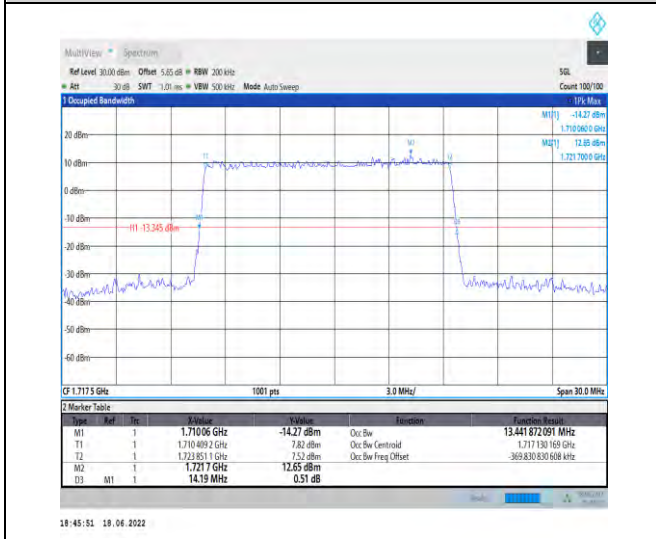 MultiView Spectrum
Ref Level 30.00 dBm Offset 5.85 dB RBW 200 kHz SGL
Att 30 dB SWT 1.01 ms VBW 500 kHz Mode Auto Sweep Count 100/100
1 Occupied Bandwidth 1Pk Max
M1[1] -14.27 dBm
1.710 060 0 GHz
20 dBm
1.721 700 0 GHz
M2
T1
10 dBm
0 dBm
-10 dBm
H1 -13.345 dBm
-20 dBm
-30 dBm
-40 dBm
-50 dBm
-60 dBm
CF 1.717 5 GHz 1001 pts 3.0 MHz/ Span 30.0 MHz
2 Marker Table
Type Ref Trc X-Value Y-Value Function Function Result
M1 1 1.710 06 GHz -14.27 dBm Occ Bw 13.441 872 091 MHz
T1 1 1.710 409 2 GHz 7.82 dBm Occ Bw Centroid 1.717 130 169 GHz
T2 1 1.723 851 1 GHz 7.52 dBm Occ Bw Freq Offset -369.830 830 608 kHz
M2 1 1.721 7 GHz 12.65 dBm
D3 M1 1 14.19 MHz 0.51 dB
18:45:51 18.06.2022